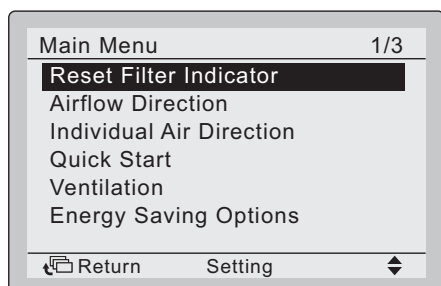 Main Menu 1/3
Reset Filter Indicator
Airflow Direction
Individual Air Direction
Quick Start
Ventilation
Energy Saving Options
Return Setting